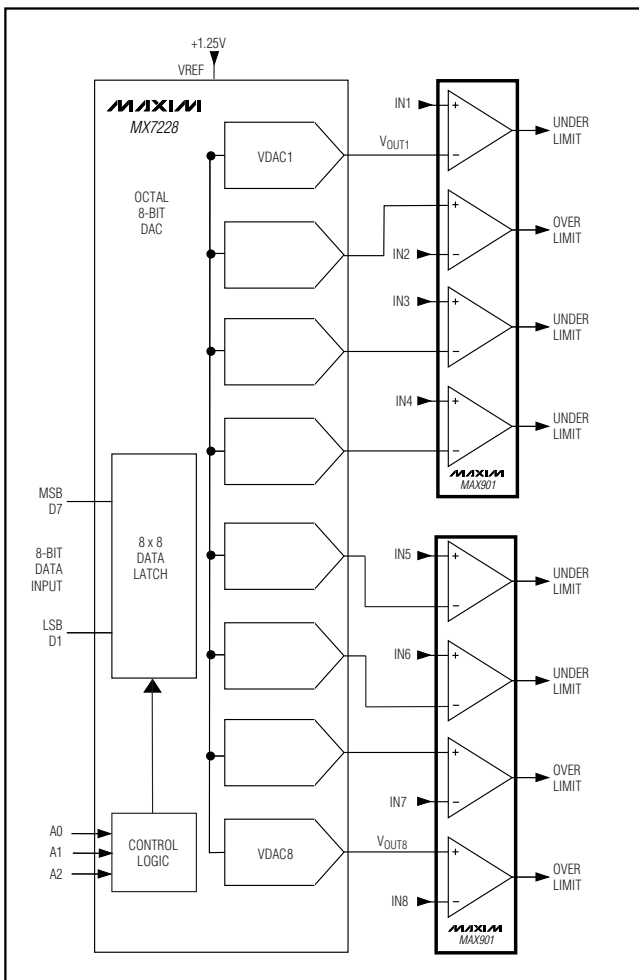 +1.25V
VREF
MAXIM
MX7228
OCTAL
8-BIT
DAC
MSB
D7
8-BIT
DATA
INPUT
LSB
D1
8 x 8
DATA
LATCH
A0
A1
A2
CONTROL
LOGIC
VDAC1
VDAC8
VOUT1
VOUT8
IN1
+
−
UNDER
LIMIT
+
IN2
−
OVER
LIMIT
IN3
+
−
UNDER
LIMIT
IN4
+
−
UNDER
LIMIT
MAXIM
MAX901
IN5
+
−
UNDER
LIMIT
IN6
+
−
UNDER
LIMIT
+
IN7
−
OVER
LIMIT
+
IN8
−
OVER
LIMIT
MAXIM
MAX901